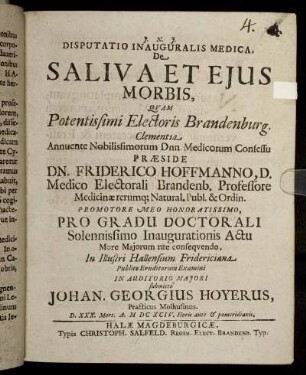 4.
J. N. J.
DISPUTATIO INAUGURALIS MEDICA,
De
SALIVA ET EJUS
MORBIS,
QUAM
Potentissimi Electoris Brandenburg.
Clementia
Annuente Nobilissimorum Dnn Medicorum Consessu
PRÆSIDE
DN. FRIDERICO HOFFMANNO, D.
Medico Electorali Brandenb, Professore
Medicinæ rerumq; Natural, Publ. & Ordin.
PROMOTORE MEO HONORATISSIMO,
PRO GRADU DOCTORALI
Solennissimo Inaugurationis Actu
More Majorum rite consequendo,
In Illustri Hallensium Fridericiana
Publico Eruditorum Examini
IN AUDITORIO MAJORI
submittit
JOHAN. GEORGIUS HOYERUS,
Practicus Molhusinus.
D. XXX. Mart. A. M DC XCIV. Horis ante & pomeridianis,
HALÆ MAGDEBURGICÆ,
Typis CHRISTOPH. SALFELD. Regim. Elect. Brandenb. Typ.